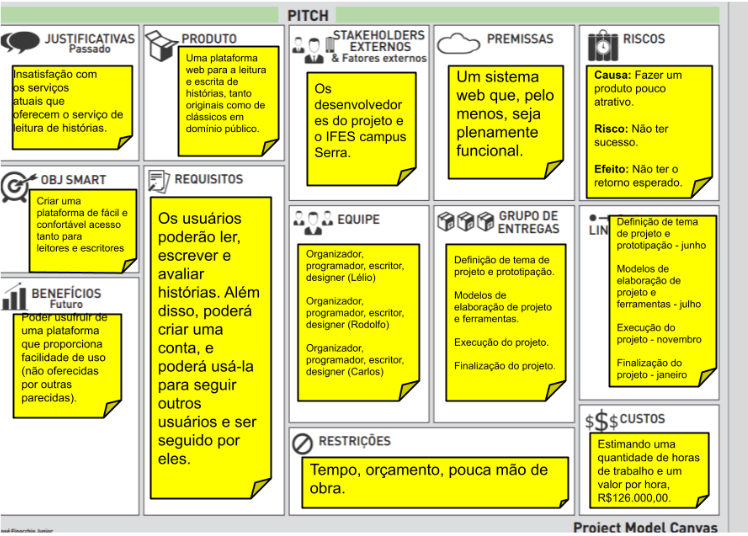 PITCH
JUSTIFICATIVAS
Passado
Insatisfação com
os serviços
atuais que
oferecem o serviço de
leitura de histórias.
PRODUTO
Uma plataforma
web para a leitura
e escrita de
histórias, tanto
originais como de
clássicos em
domínio público.
STAKEHOLDERS
EXTERNOS
& Fatores externos
Os
desenvolvedor
es do projeto e
o IFES campus
Serra.
PREMISSAS
Um sistema
web que, pelo
menos, seja
plenamente
funcional.
RISCOS
Causa: Fazer um
produto pouco
atrativo.
Risco: Não ter
sucesso.
Efeito: Não ter o
retorno esperado.
OBJ SMART
Criar uma
plataforma de fácil e
confortável acesso
tanto para
leitores e escritores
REQUISITOS
Os usuários
poderão ler,
escrever e
avaliar
histórias. Além
disso, poderá
criar uma
conta, e
poderá usá-la
para seguir
outros
usuários e ser
seguido por
eles.
EQUIPE
Organizador,
programador, escritor,
designer (Lélio)
Organizador,
programador, escritor,
designer (Rodolfo)
Organizador,
programador, escritor,
designer (Carlos)
GRUPO DE
ENTREGAS
Definição de tema de
projeto e prototipação.
Modelos de
elaboração de projeto
e ferramentas.
Execução do projeto.
Finalização do projeto.
LIN
Definição de tema
de projeto e
prototipação - junho
Modelos de
elaboração de
projeto e
ferramentas - julho
Execução do
projeto - novembro
Finalização do
projeto - janeiro
BENEFÍCIOS
Futuro
Poder usufruir de
uma plataforma
que proporciona
facilidade de uso
(não oferecidas
por outras
parecidas).
RESTRIÇÕES
Tempo, orçamento, pouca mão de
obra.
$$$ CUSTOS
Estimando uma
quantidade de horas
de trabalho e um
valor por hora,
R$126.000,00.
Project Model Canvas